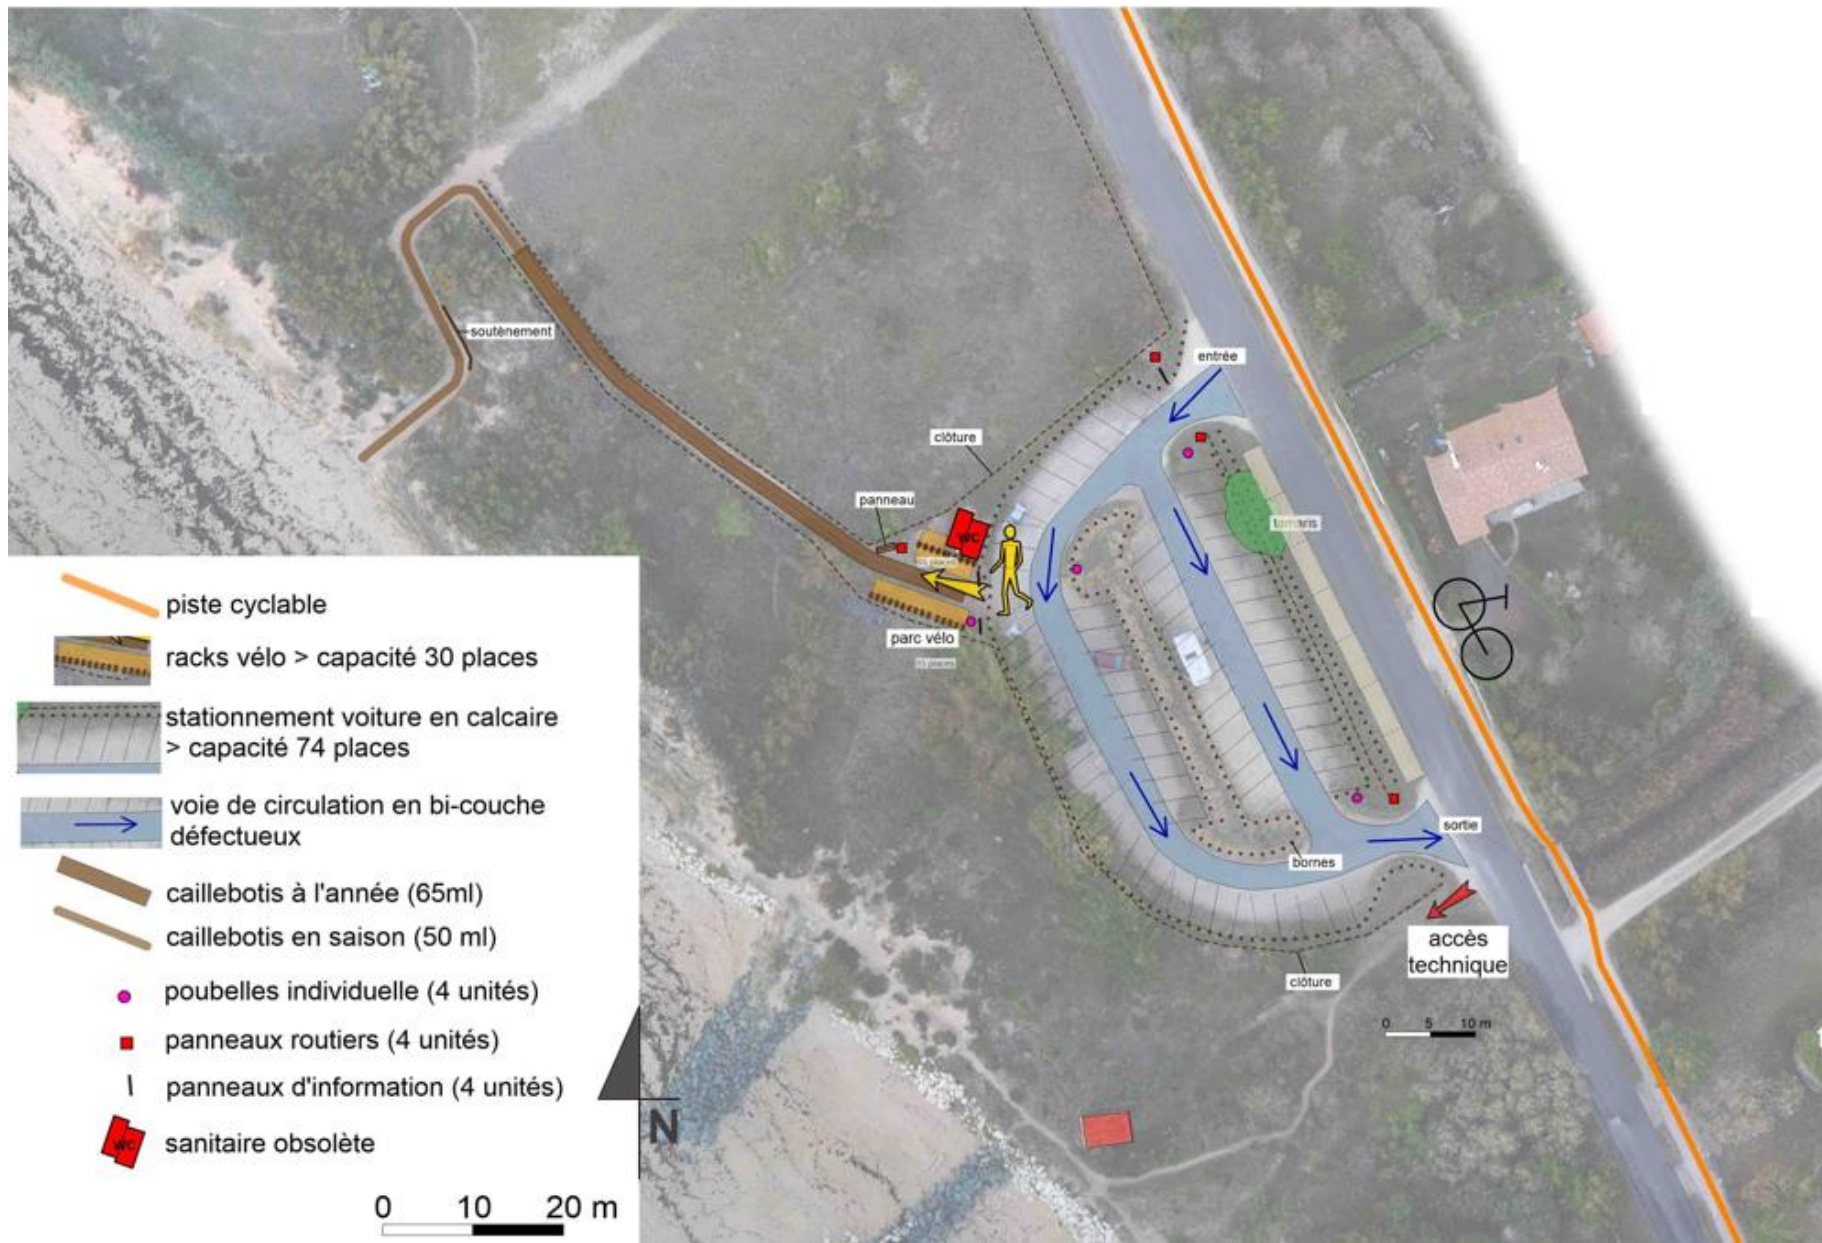 soutènement
entrée
clôture
panneau
tamaris
WC
parc vélo
sortie
bornes
accès
technique
clôture
0 5 10 m
piste cyclable
racks vélo > capacité 30 places
stationnement voiture en calcaire
> capacité 74 places
voie de circulation en bi-couche
défectueux
caillebotis à l'année (65ml)
caillebotis en saison (50 ml)
poubelles individuelle (4 unités)
panneaux routiers (4 unités)
panneaux d'information (4 unités)
WC
sanitaire obsolète
N
0 10 20 m